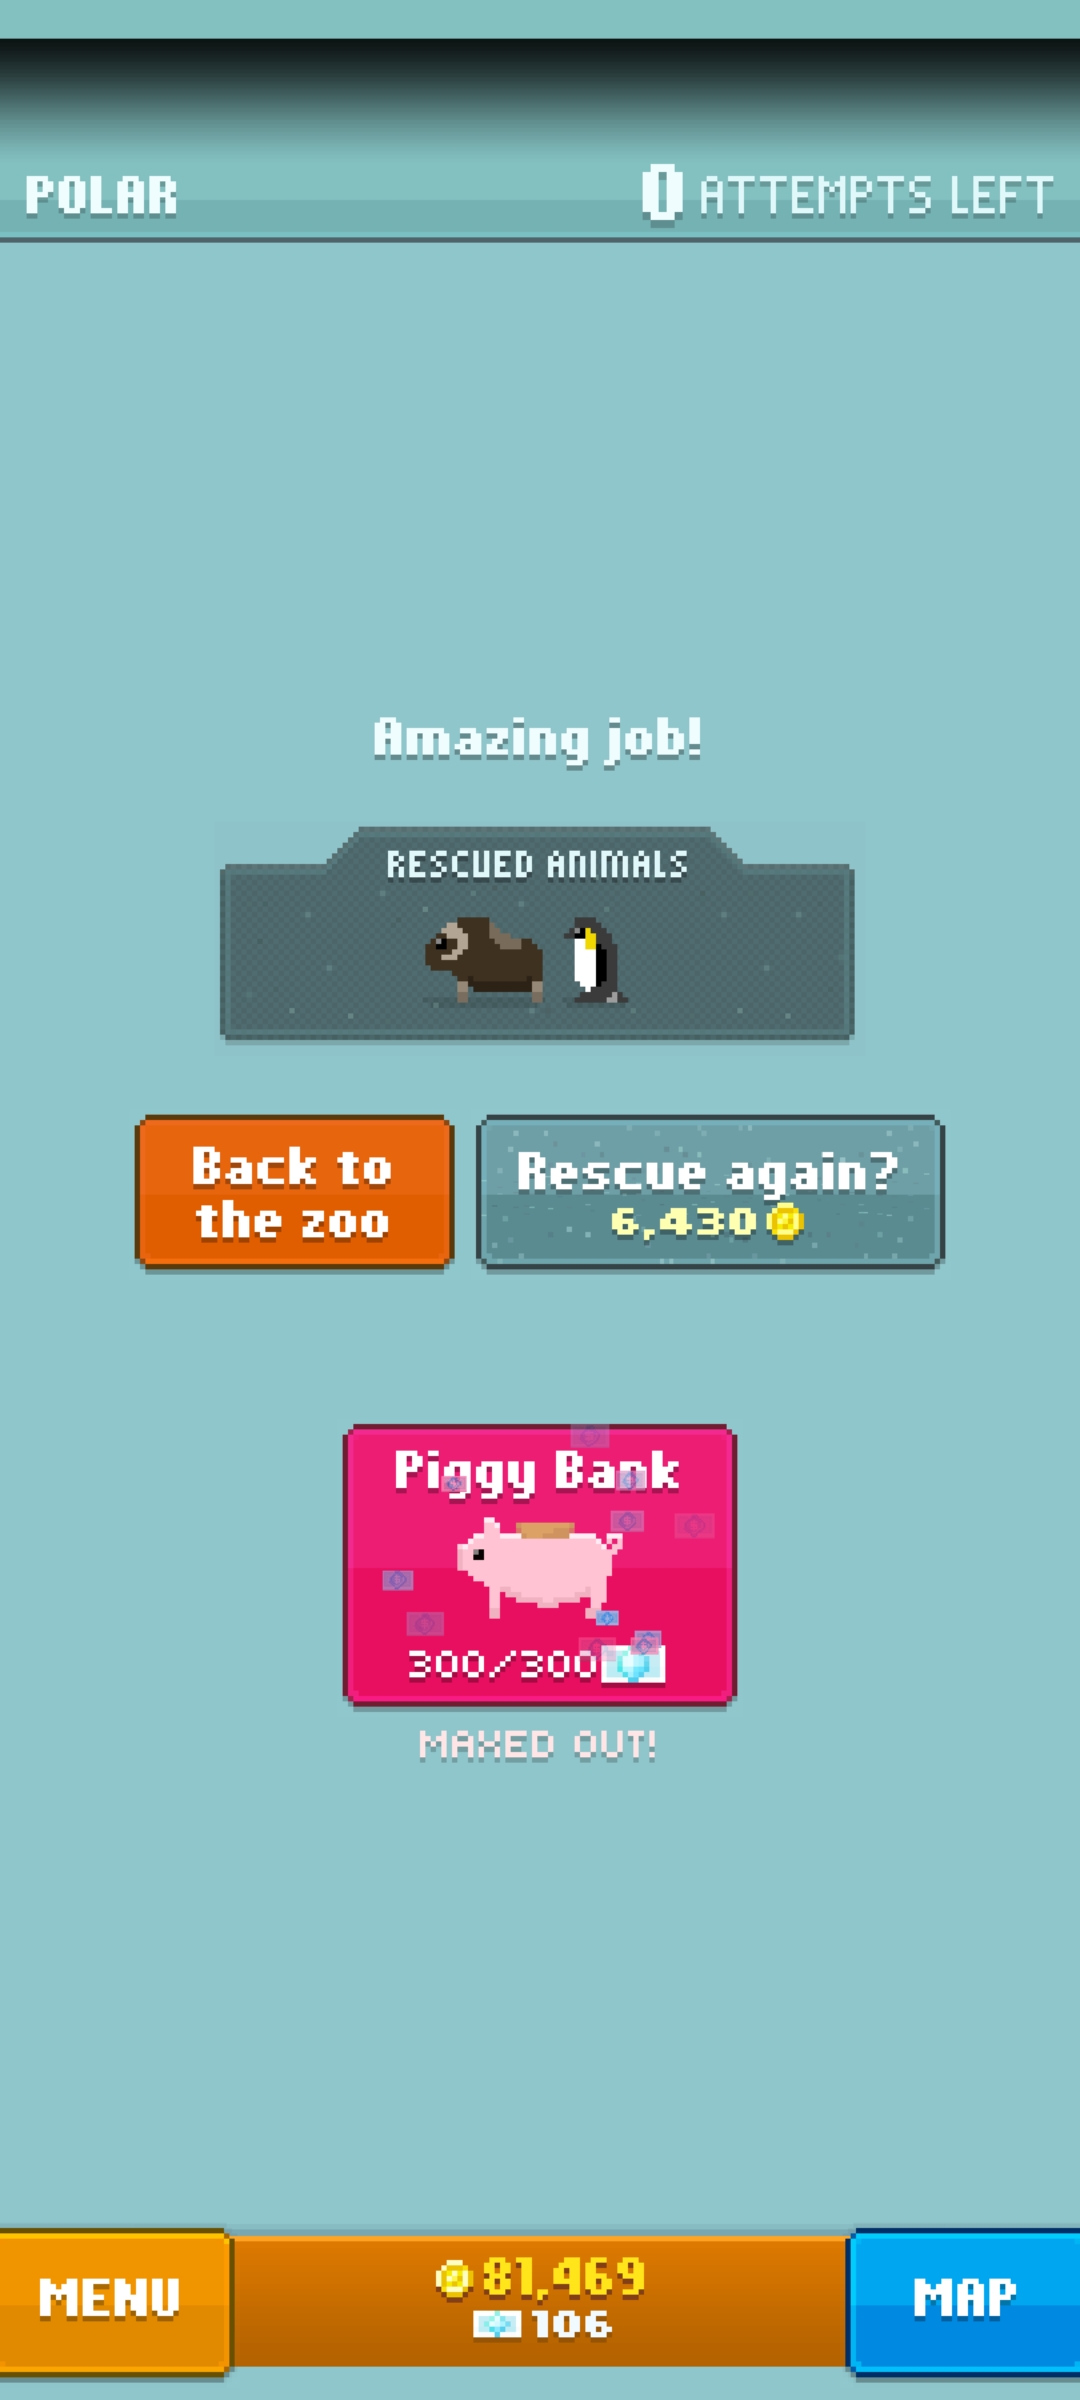 POLAR
0 ATTEMPTS LEFT
Amazing job!
RESCUED ANIMALS
Back to
the zoo
Rescue again?
6,430
Piggy Bank
300/300
MAXED OUT!
MENU
81,469
106
MAP